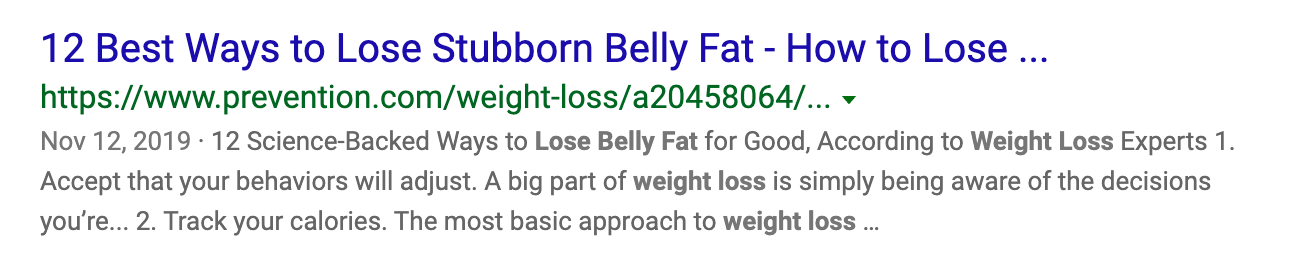 12 Best Ways to Lose Stubborn Belly Fat - How to Lose ...
https://www.prevention.com/weight-loss/a20458064/...
Nov 12, 2019 · 12 Science-Backed Ways to Lose Belly Fat for Good, According to Weight Loss Experts 1.
Accept that your behaviors will adjust. A big part of weight loss is simply being aware of the decisions
you’re... 2. Track your calories. The most basic approach to weight loss …